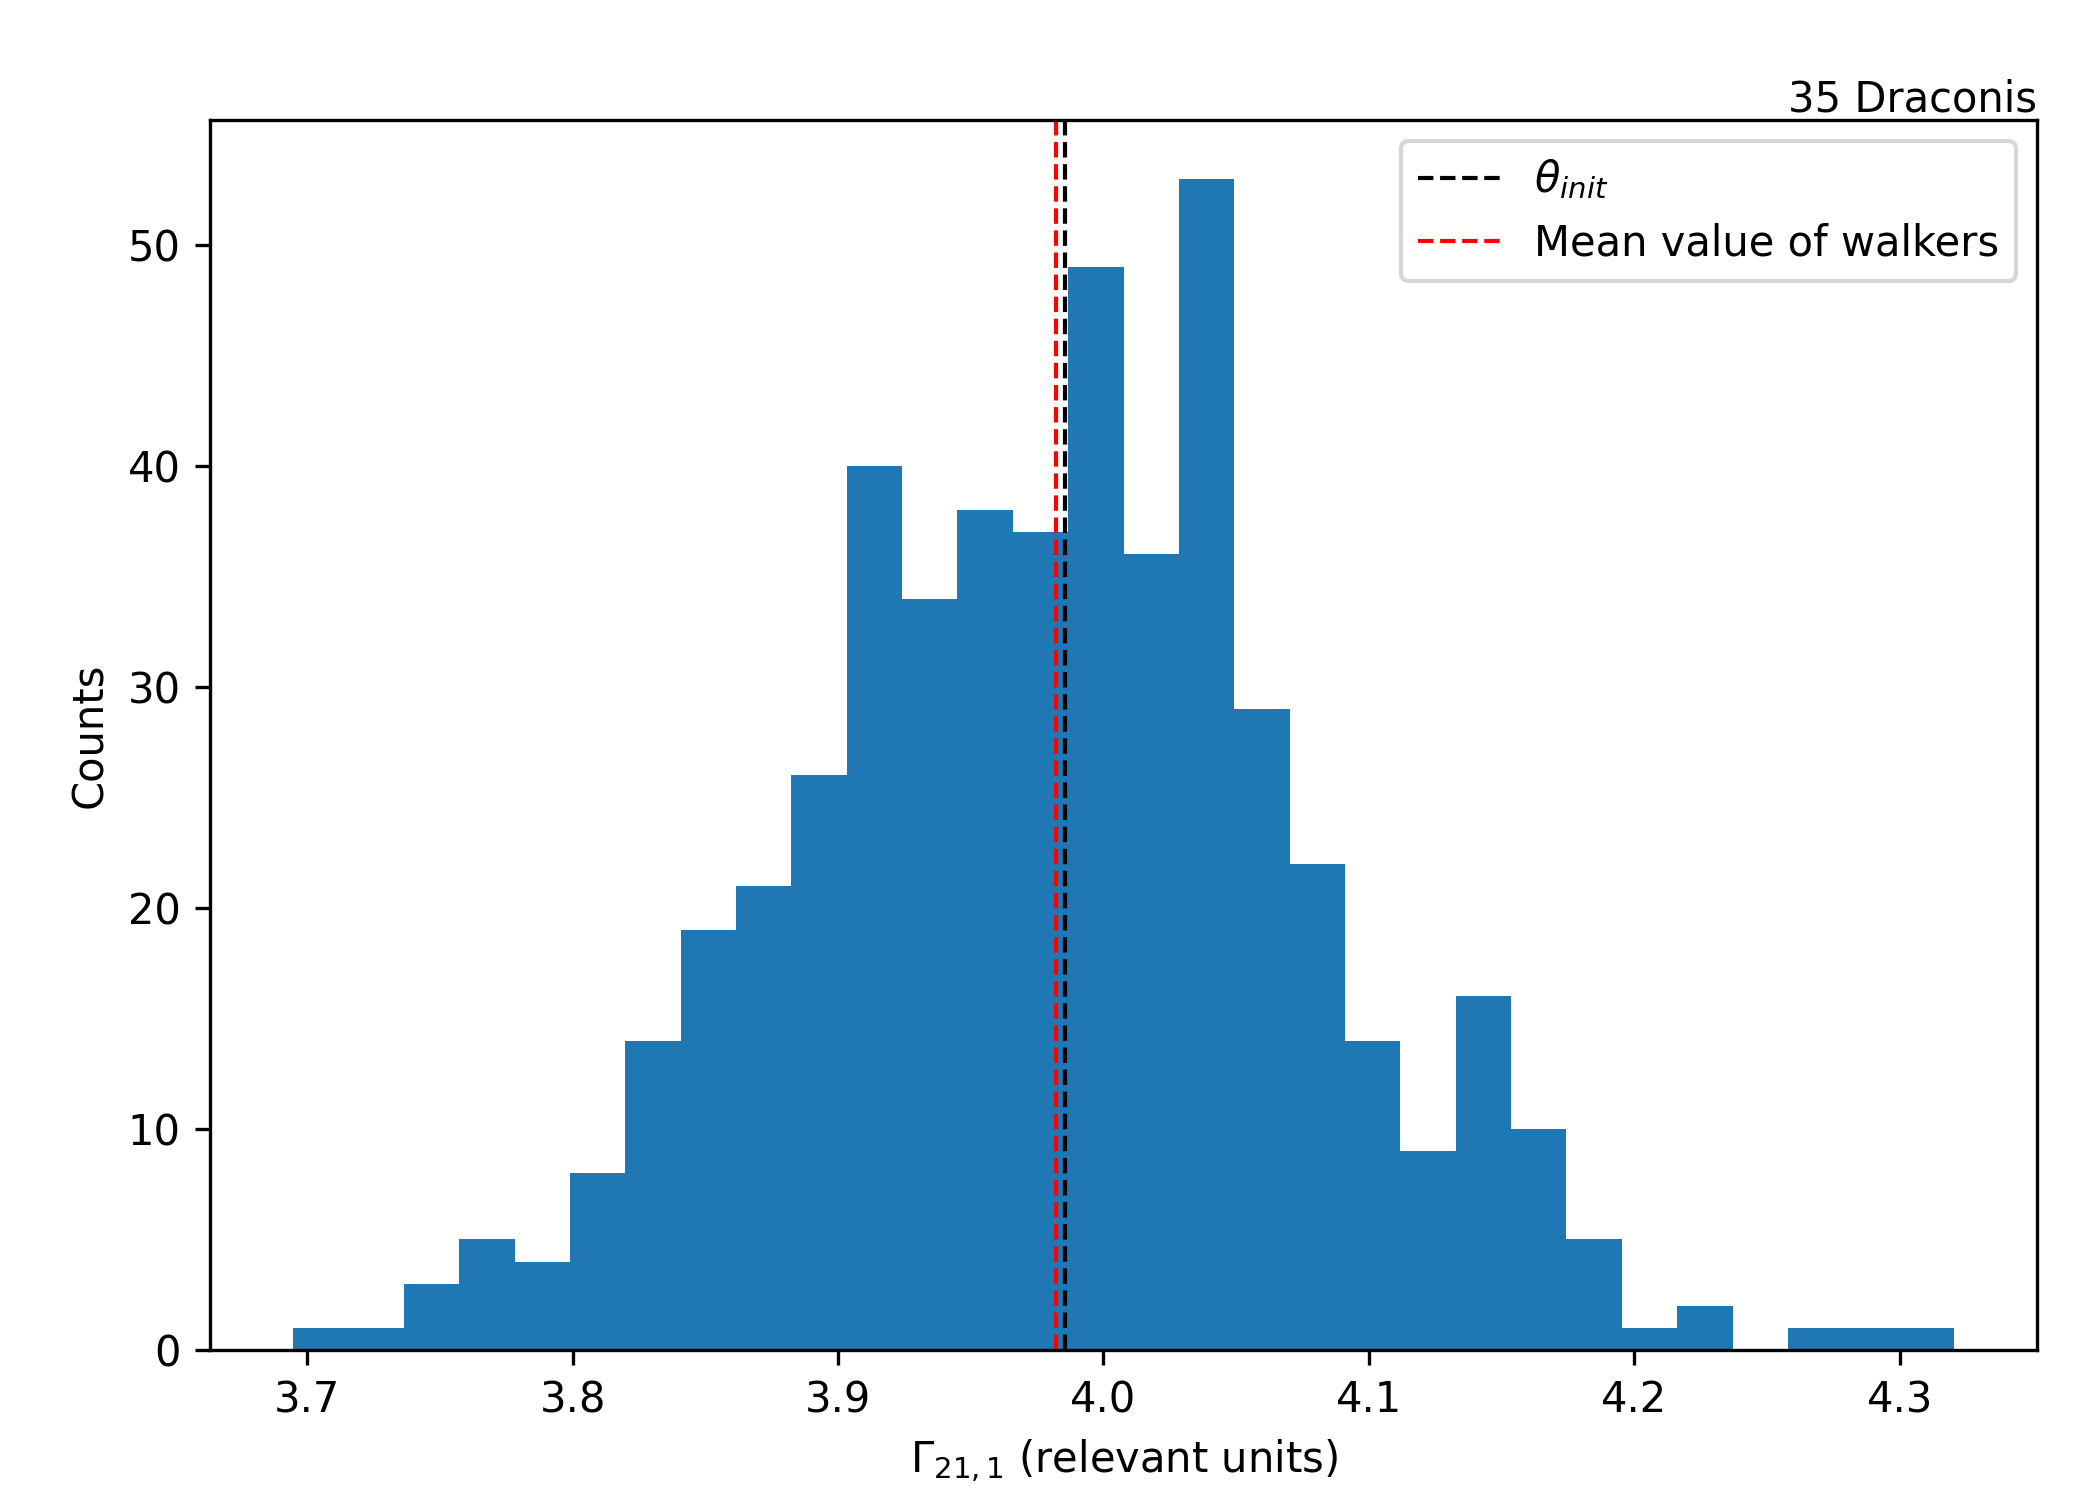 35 Draconis
θinit
Mean value of walkers
Counts
50
40
30
20
10
0
3.7 3.8 3.9 4.0 4.1 4.2 4.3
Γ21, 1 (relevant units)